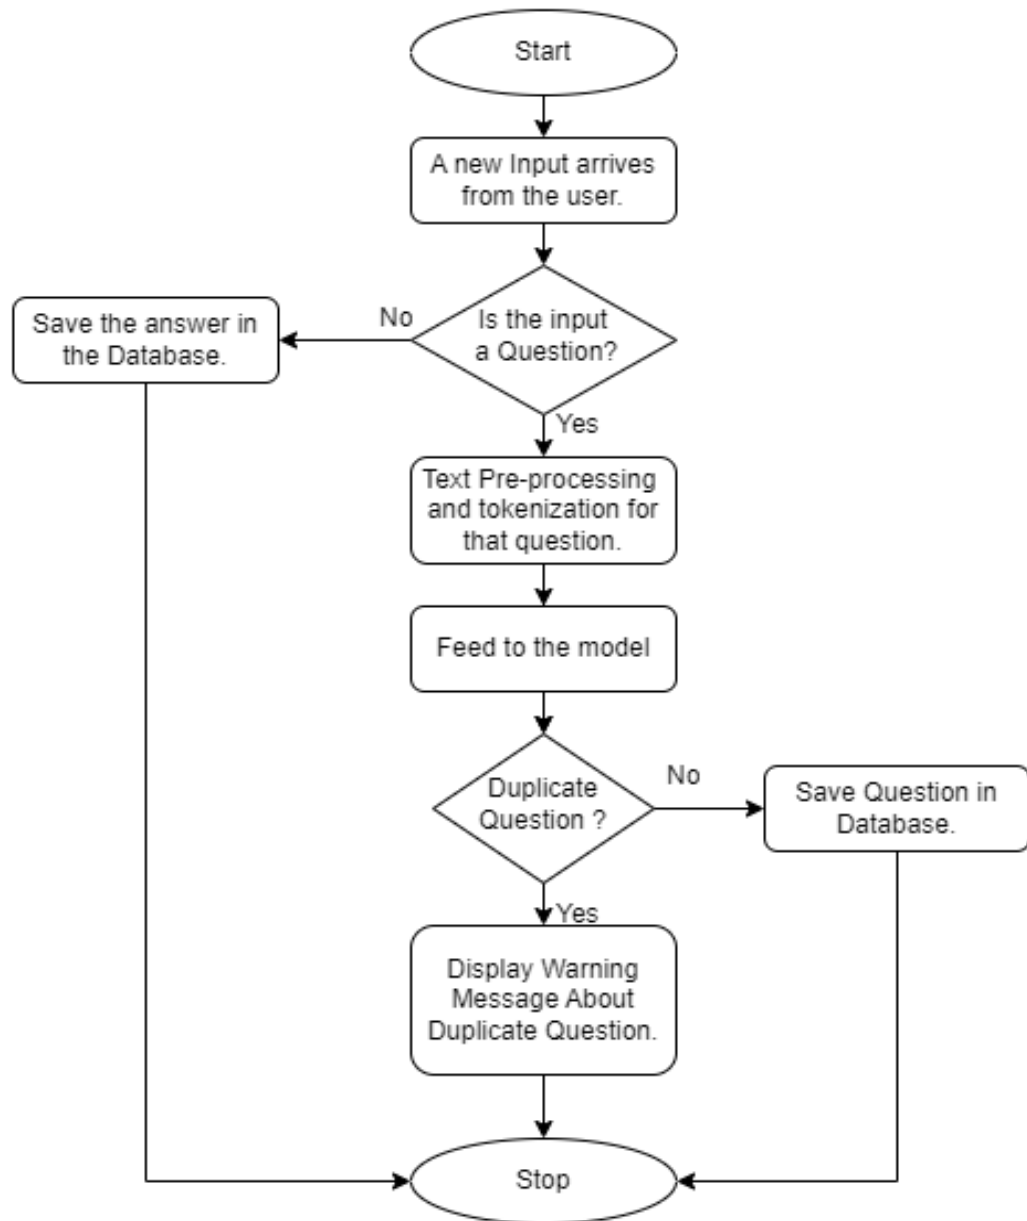 Start
A new Input arrives
from the user.
Is the input
a Question?
No
Save the answer in
the Database.
Yes
Text Pre-processing
and tokenization for
that question.
Feed to the model
Duplicate
Question ?
No
Save Question in
Database.
Yes
Display Warning
Message About
Duplicate Question.
Stop